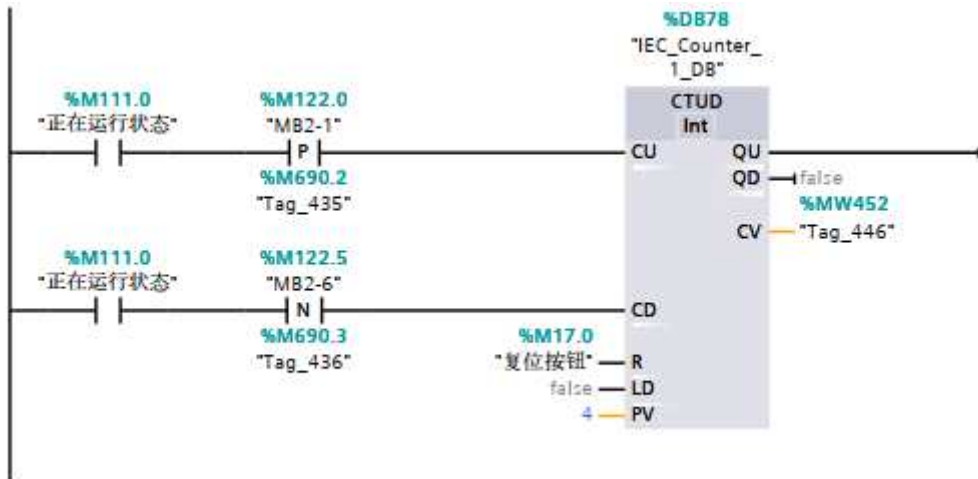 %DB78
"IEC_Counter_
1_DB"
CTUD
Int
%M111.0
"正在运行状态"
%M122.0
"MB2-1"
P
CU
QU
%M690.2
"Tag_435"
QD
false
%MW452
CV
"Tag_446"
%M111.0
"正在运行状态"
%M122.5
"MB2-6"
N
CD
%M690.3
"Tag_436"
%M17.0
"复位按钮"
R
false
LD
4
PV